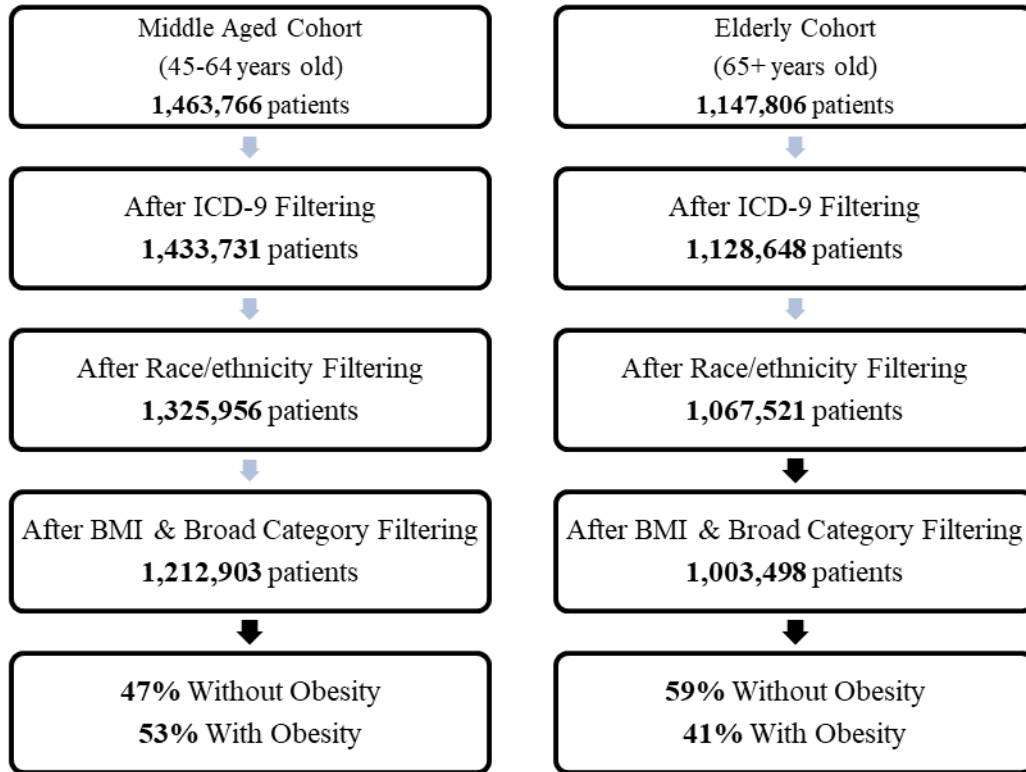 Middle Aged Cohort
(45-64 years old)
1,463,766 patients
After ICD-9 Filtering
1,433,731 patients
After Race/ethnicity Filtering
1,325,956 patients
After BMI & Broad Category Filtering
1,212,903 patients
47% Without Obesity
53% With Obesity
Elderly Cohort
(65+ years old)
1,147,806 patients
After ICD-9 Filtering
1,128,648 patients
After Race/ethnicity Filtering
1,067,521 patients
After BMI & Broad Category Filtering
1,003,498 patients
59% Without Obesity
41% With Obesity